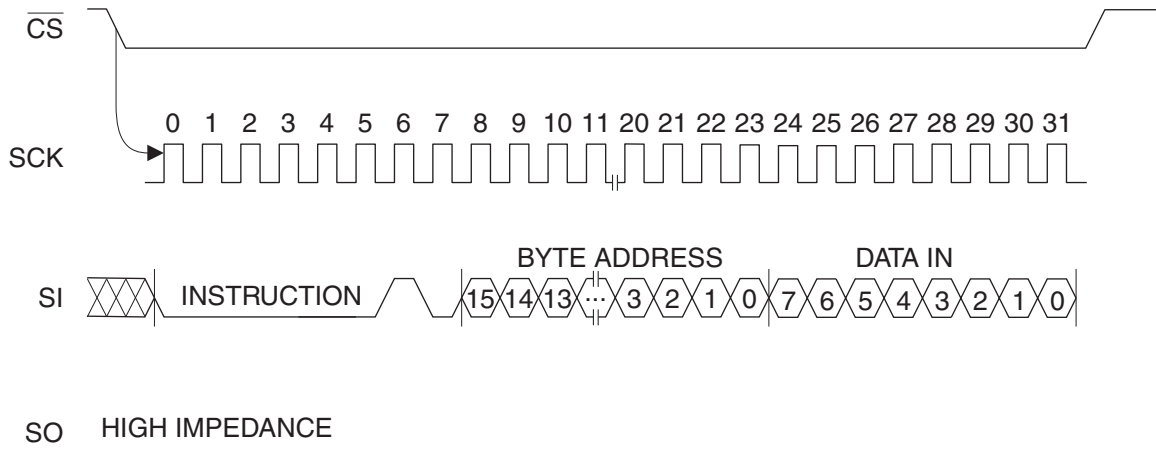 CS
0 1 2 3 4 5 6 7 8 9 10 11 20 21 22 23 24 25 26 27 28 29 30 31
SCK
BYTE ADDRESS DATA IN
SI INSTRUCTION 15 14 13 ... 3 2 1 0 7 6 5 4 3 2 1 0
SO HIGH IMPEDANCE